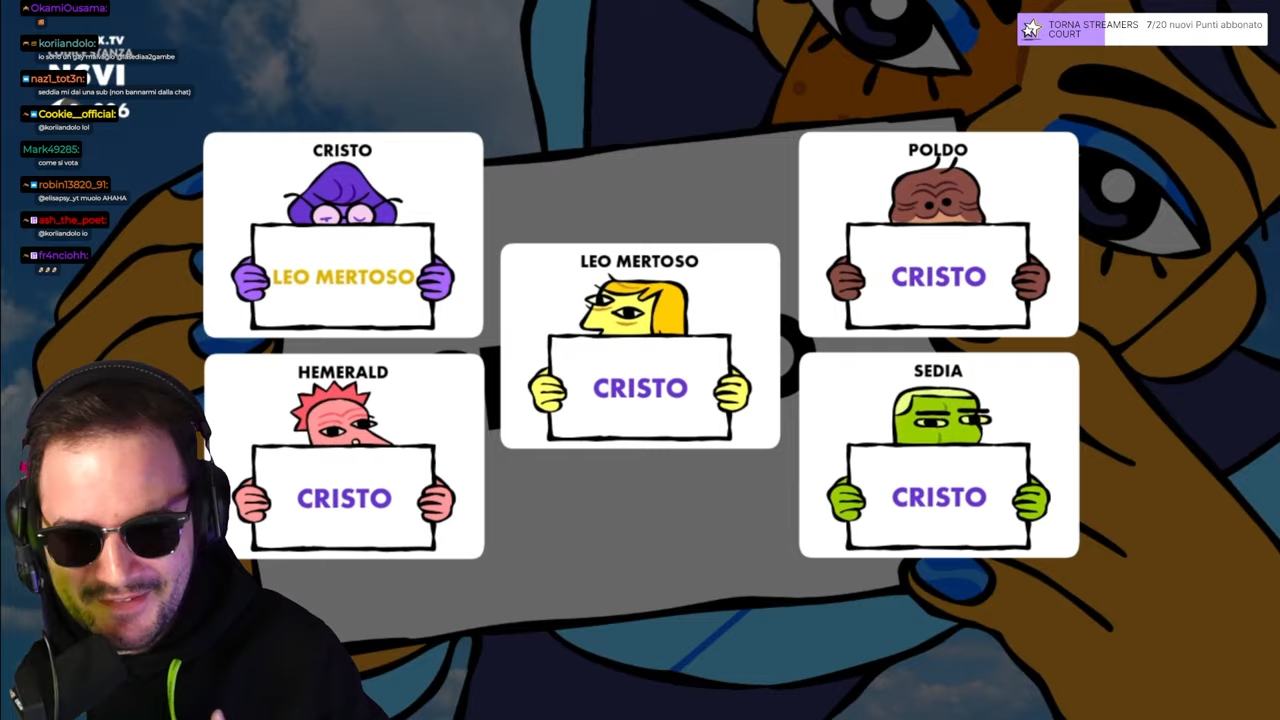 OkamiOusama:
koriiandolo:
naz1_tot3n:
seddia mi dai una sub (non bannarmi dalla chat)
Cookie__official:
@koriiandolo lol
Mark49285:
come si vota
robin13820_91:
@elisapsy_yt muoio AHAHA
ash_the_poet:
@koriiandolo io
fr4nciohh:
TORNA STREAMERS COURT
7/20 nuovi Punti abbonato
CRISTO
LEO MERTOSO
POLDO
CRISTO
LEO MERTOSO
CRISTO
HEMERALD
CRISTO
SEDIA
CRISTO